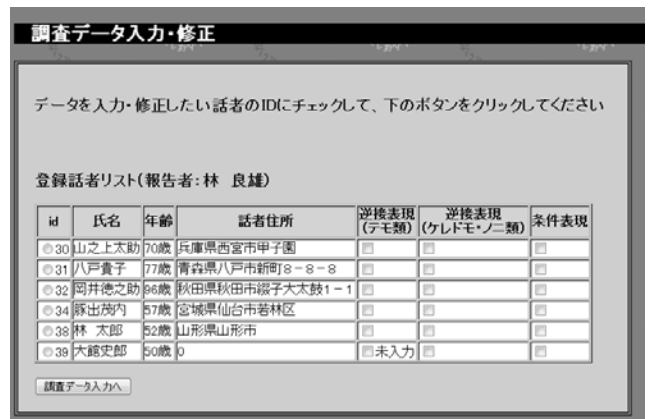 調査データ入力・修正
データを入力・修正したい話者のIDにチェックして、下のボタンをクリックしてください
登録話者リスト(報告者:林　良雄)
id 氏名 年齢 話者住所 逆接表現(デモ類) 逆接表現(ケレドモ・ノニ類) 条件表現
30 山之上太助 70歳 兵庫県西宮市甲子園
31 八戸貴子 77歳 青森県八戸市新町8-8-8
32 岡井徳之助 96歳 秋田県秋田市綴子大太鼓1-1
34 豚出茂内 57歳 宮城県仙台市若林区
38 林　太郎 52歳 山形県山形市
39 大館史郎 50歳 0 未入力
調査データ入力へ